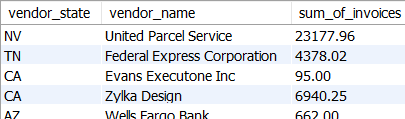 vendor_state vendor_name sum_of_invoices
NV United Parcel Service 23177.96
TN Federal Express Corporation 4378.02
CA Evans Executone Inc 95.00
CA Zylka Design 6940.25
AZ Wells Fargo Bank 662.00